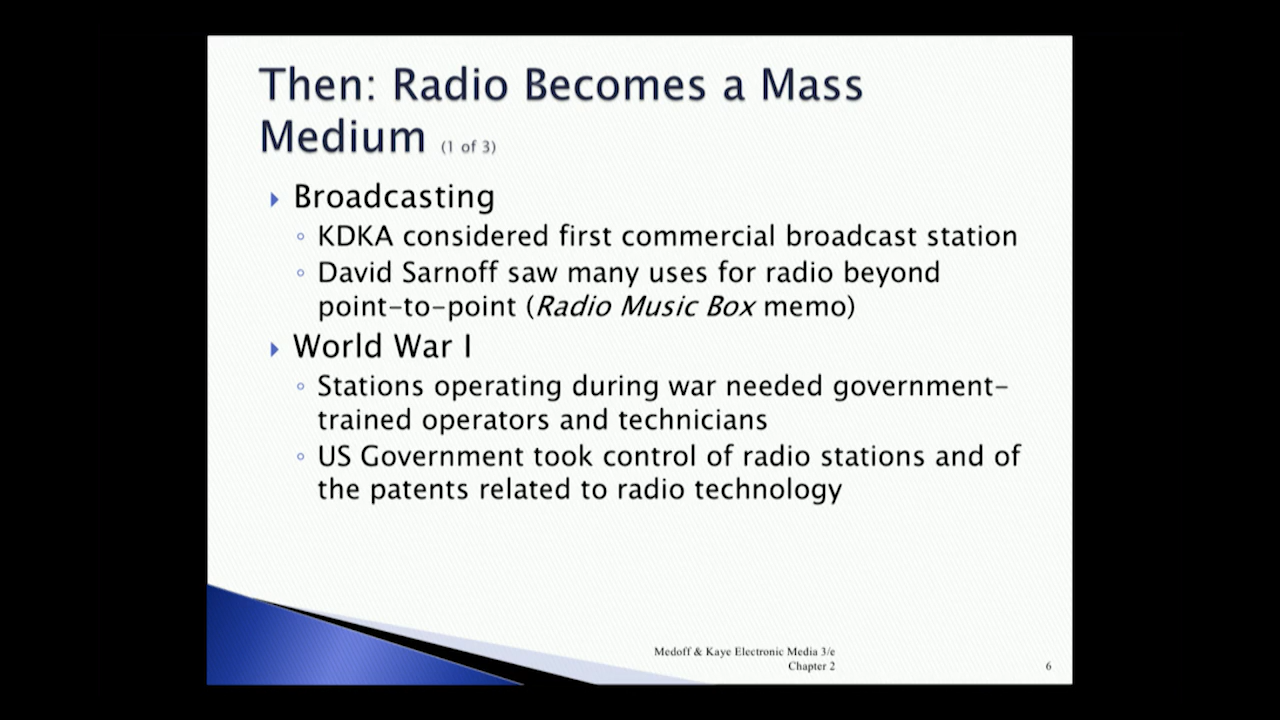 Then: Radio Becomes a Mass
Medium (1 of 3)
Broadcasting
KDKA considered first commercial broadcast station
David Sarnoff saw many uses for radio beyond
point-to-point (Radio Music Box memo)
World War I
Stations operating during war needed government-
trained operators and technicians
US Government took control of radio stations and of
the patents related to radio technology
Medoff & Kaye Electronic Media 3/e
Chapter 2
6